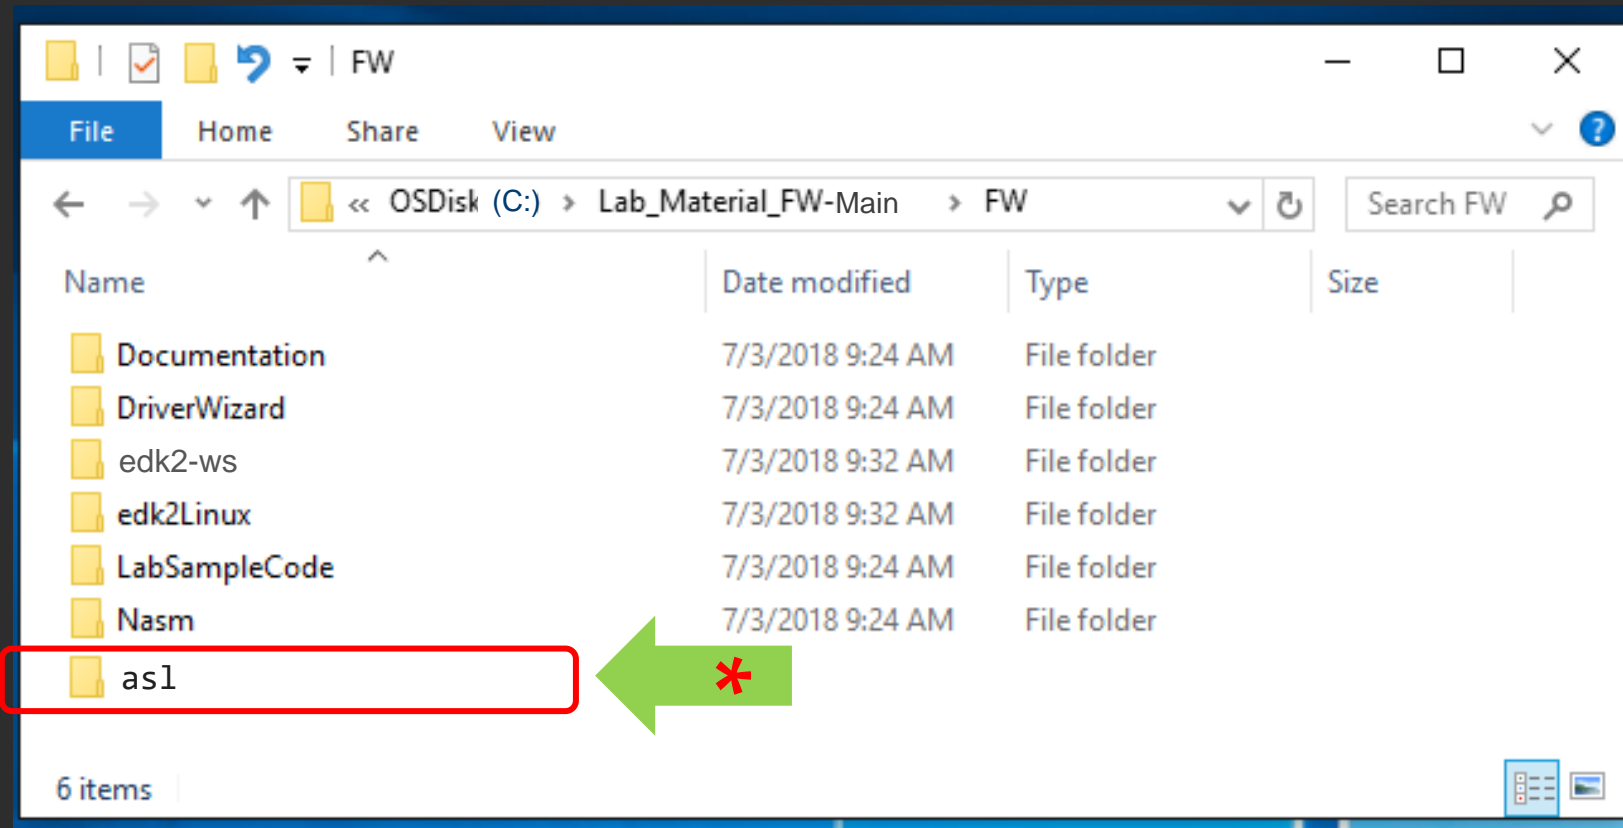 FW
File Home Share View
« OSDisk (C:) > Lab_Material_FW-Main > FW Search FW
Name Date modified Type Size
Documentation 7/3/2018 9:24 AM File folder
DriverWizard 7/3/2018 9:24 AM File folder
edk2-ws 7/3/2018 9:32 AM File folder
edk2Linux 7/3/2018 9:32 AM File folder
LabSampleCode 7/3/2018 9:24 AM File folder
Nasm 7/3/2018 9:24 AM File folder
asl *
6 items